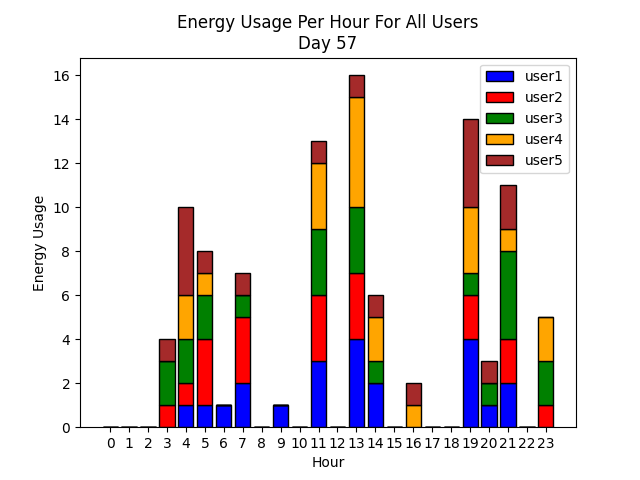 Energy Usage Per Hour For All Users
Day 57
user1
user2
user3
user4
user5
Energy Usage
16
14
12
10
8
6
4
2
0
0 1 2 3 4 5 6 7 8 9 10 11 12 13 14 15 16 17 18 19 20 21 22 23
Hour